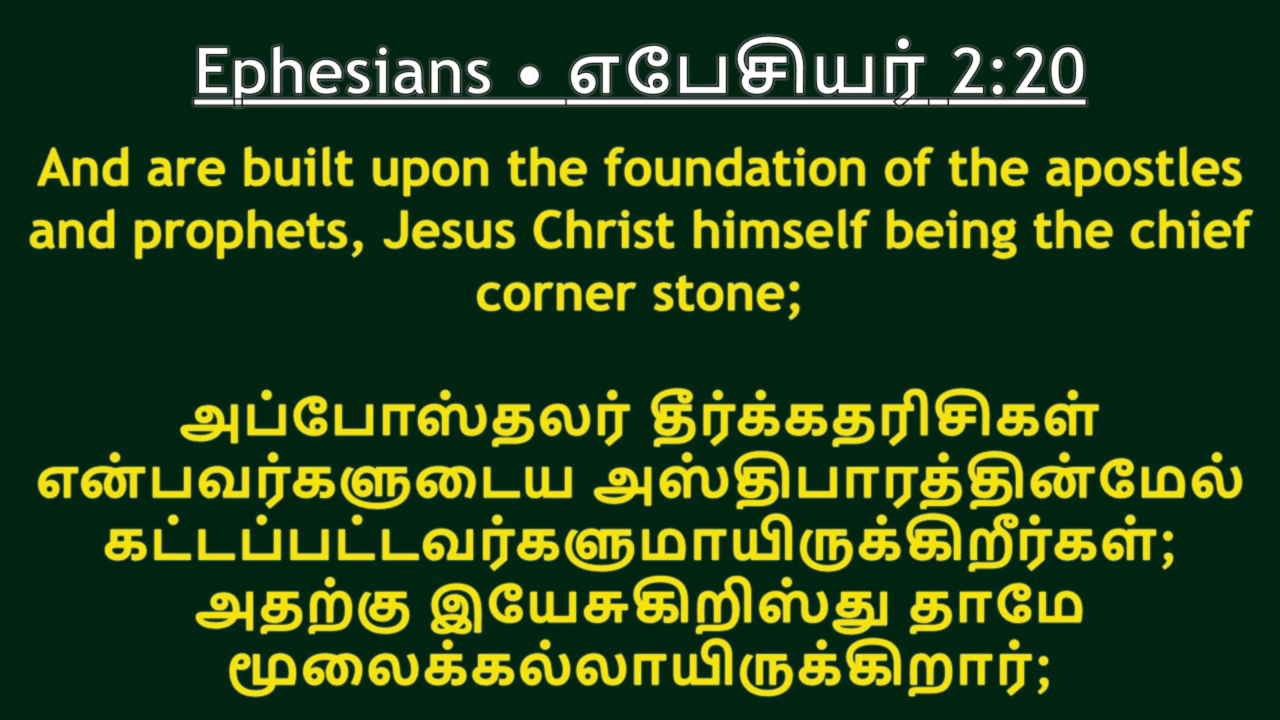 Ephesians • எபேசியர் 2:20
And are built upon the foundation of the apostles
and prophets, Jesus Christ himself being the chief
corner stone;
அப்போஸ்தலர் தீர்க்கதரிசிகள்
என்பவர்களுடைய அஸ்திபாரத்தின்மேல்
கட்டப்பட்டவர்களுமாயிருக்கிறீர்கள்;
அதற்கு இயேசுகிறிஸ்து தாமே
மூலைக்கல்லாயிருக்கிறார்;